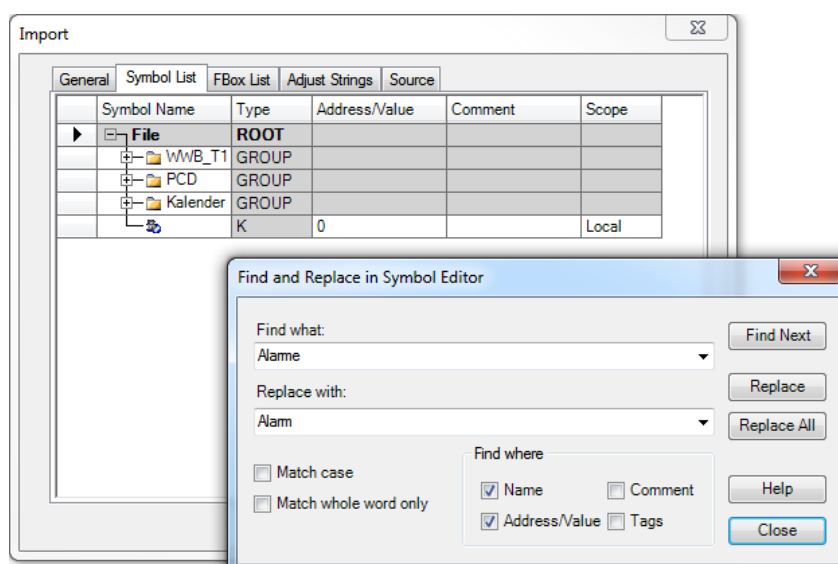 Import
General Symbol List FBox List Adjust Strings Source
Symbol Name Type Address/Value Comment Scope
File ROOT
WWB_T1 GROUP
PCD GROUP
Kalender GROUP
K 0 Local
Find and Replace in Symbol Editor
Find what:
Find Next
Alarme
Replace with:
Replace
Alarm
Replace All
Find where
Match case
Name Comment
Help
Match whole word only
Address/Value Tags
Close